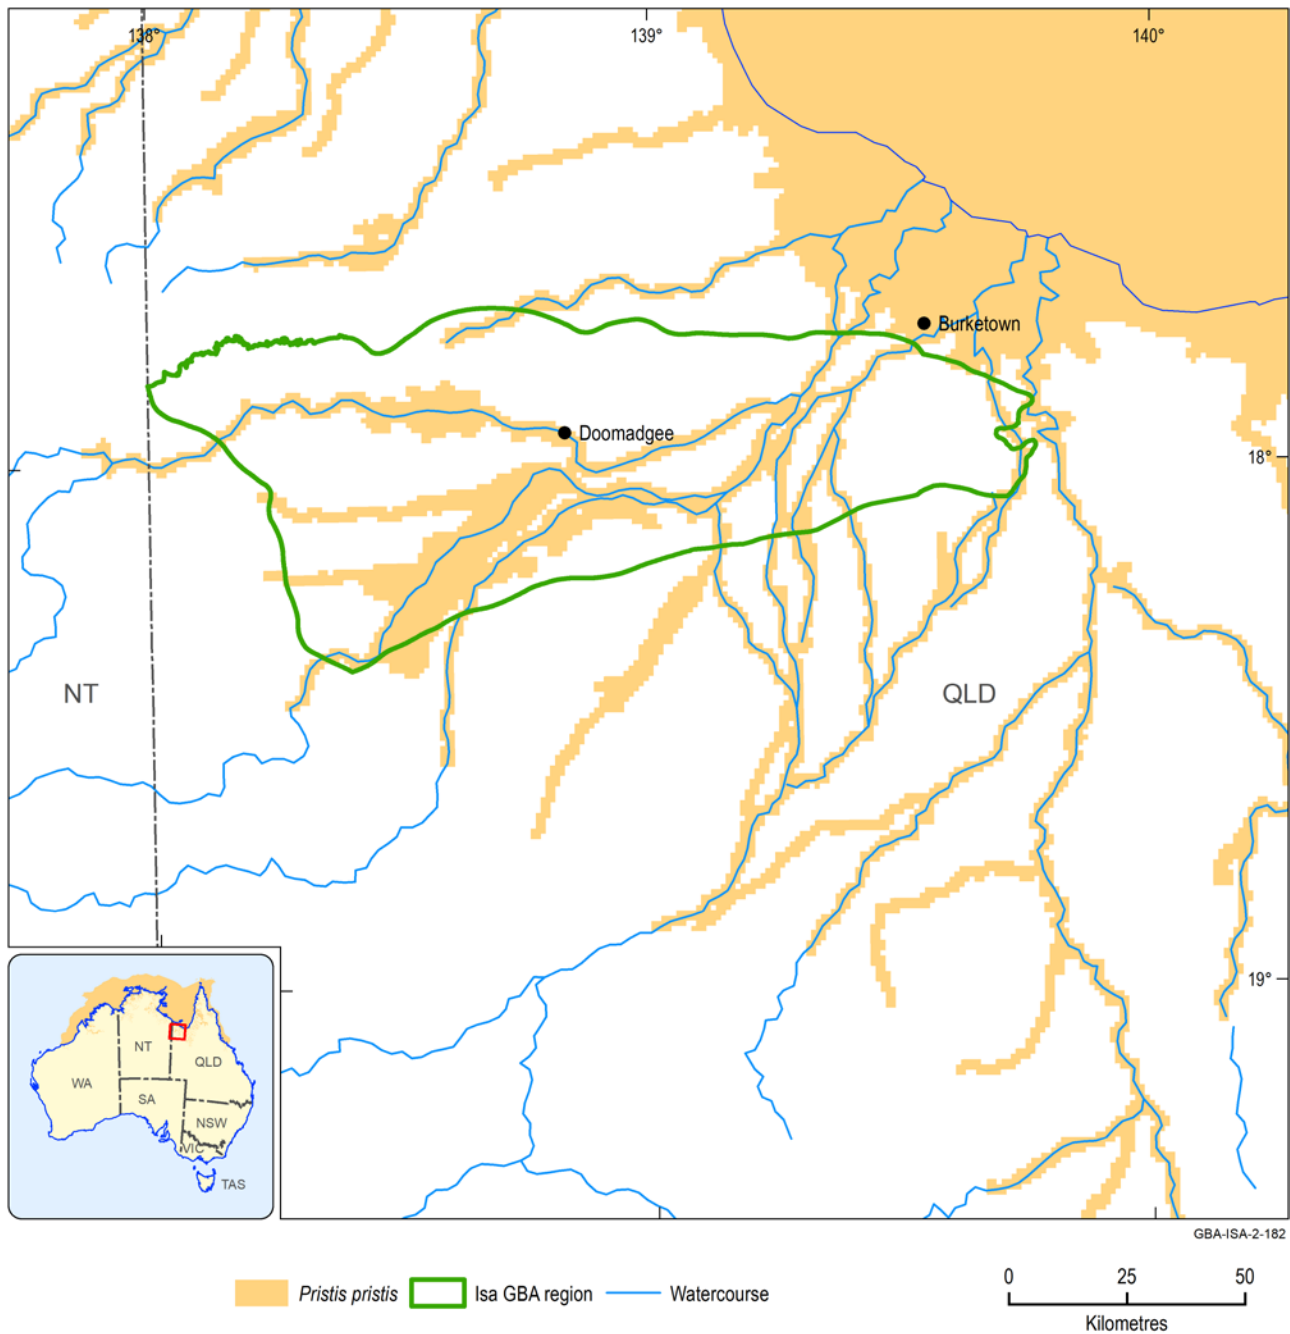 138° 139° 140°
Burketown
Doomadgee
18°
NT QLD
19°
NT
QLD
WA
SA
NSW
VIC
TAS
GBA-ISA-2-182
Pristis pristis Isa GBA region Watercourse
0 25 50
Kilometres